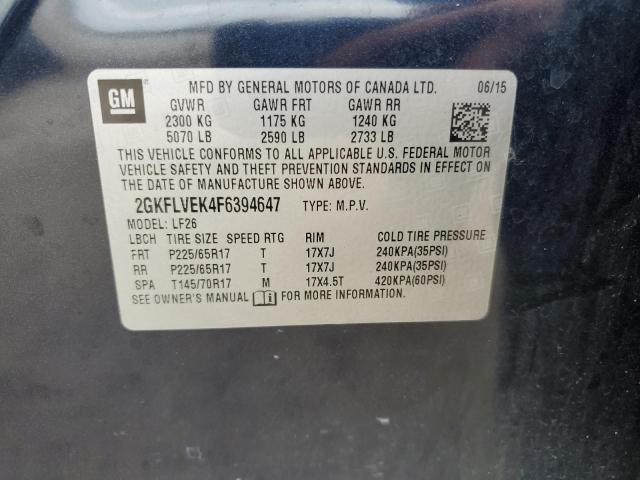 GM
MFD BY GENERAL MOTORS OF CANADA LTD. 06/15
GVWR GAWR FRT GAWR RR
2300 KG 1175 KG 1240 KG
5070 LB 2590 LB 2733 LB
THIS VEHICLE CONFORMS TO ALL APPLICABLE U.S. FEDERAL MOTOR
VEHICLE SAFETY AND THEFT PREVENTION STANDARDS IN EFFECT ON
THE DATE OF MANUFACTURE SHOWN ABOVE.
2GKFLVEK4F6394647 TYPE: M.P.V.
MODEL: LF26
LBCH TIRE SIZE SPEED RTG RIM COLD TIRE PRESSURE
FRT P225/65R17 T 17X7J 240KPA(35PSI)
RR P225/65R17 T 17X7J 240KPA(35PSI)
SPA T145/70R17 M 17X4.5T 420KPA(60PSI)
SEE OWNER'S MANUAL i FOR MORE INFORMATION.